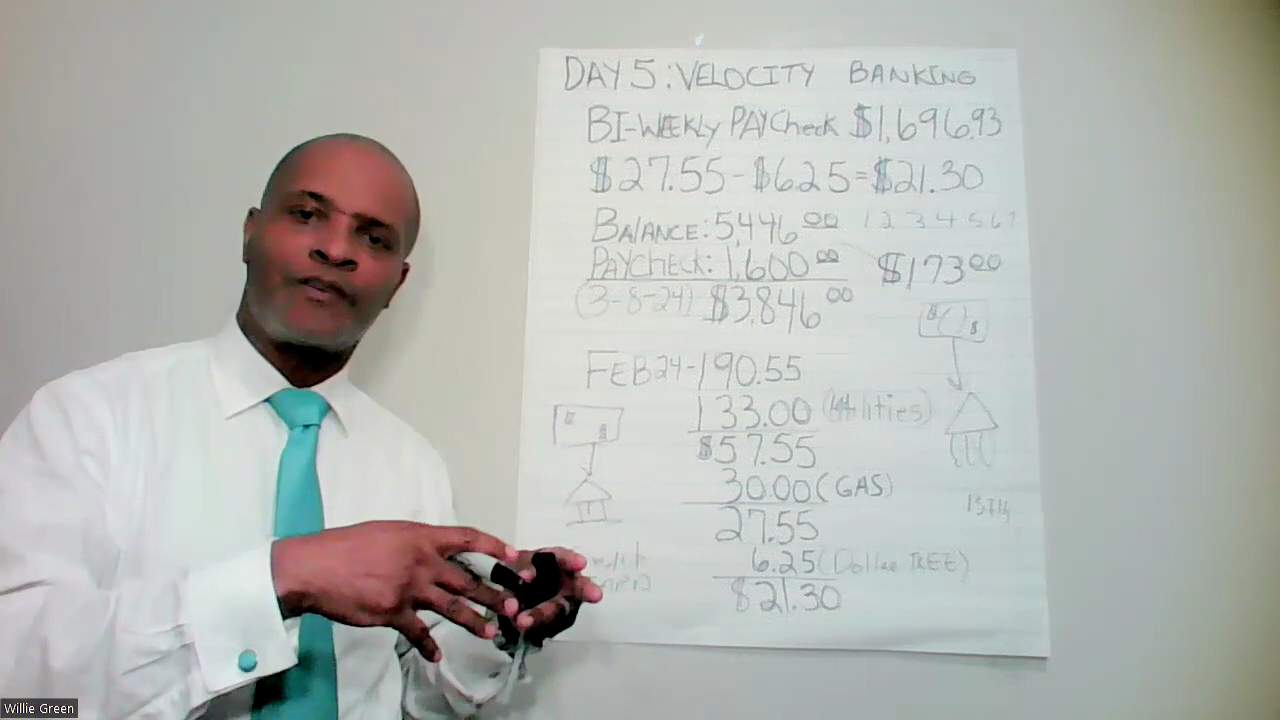 DAY 5: VELOCITY BANKING
BI-WEEKLY PAYCheck $1,696.93
$27.55 - $625 = $21.30
BALANCE: 5,446 00 1 2 3 4 5 6 7
PAYCHECK: 1,600 00 $173 00
(3-8-24) $3,846 00
FEB 24 - 190.55
133.00 (Utilities)
$57.55
30.00 (GAS)
27.55
6.25 (Dollar TREE)
$21.30
Willie Green